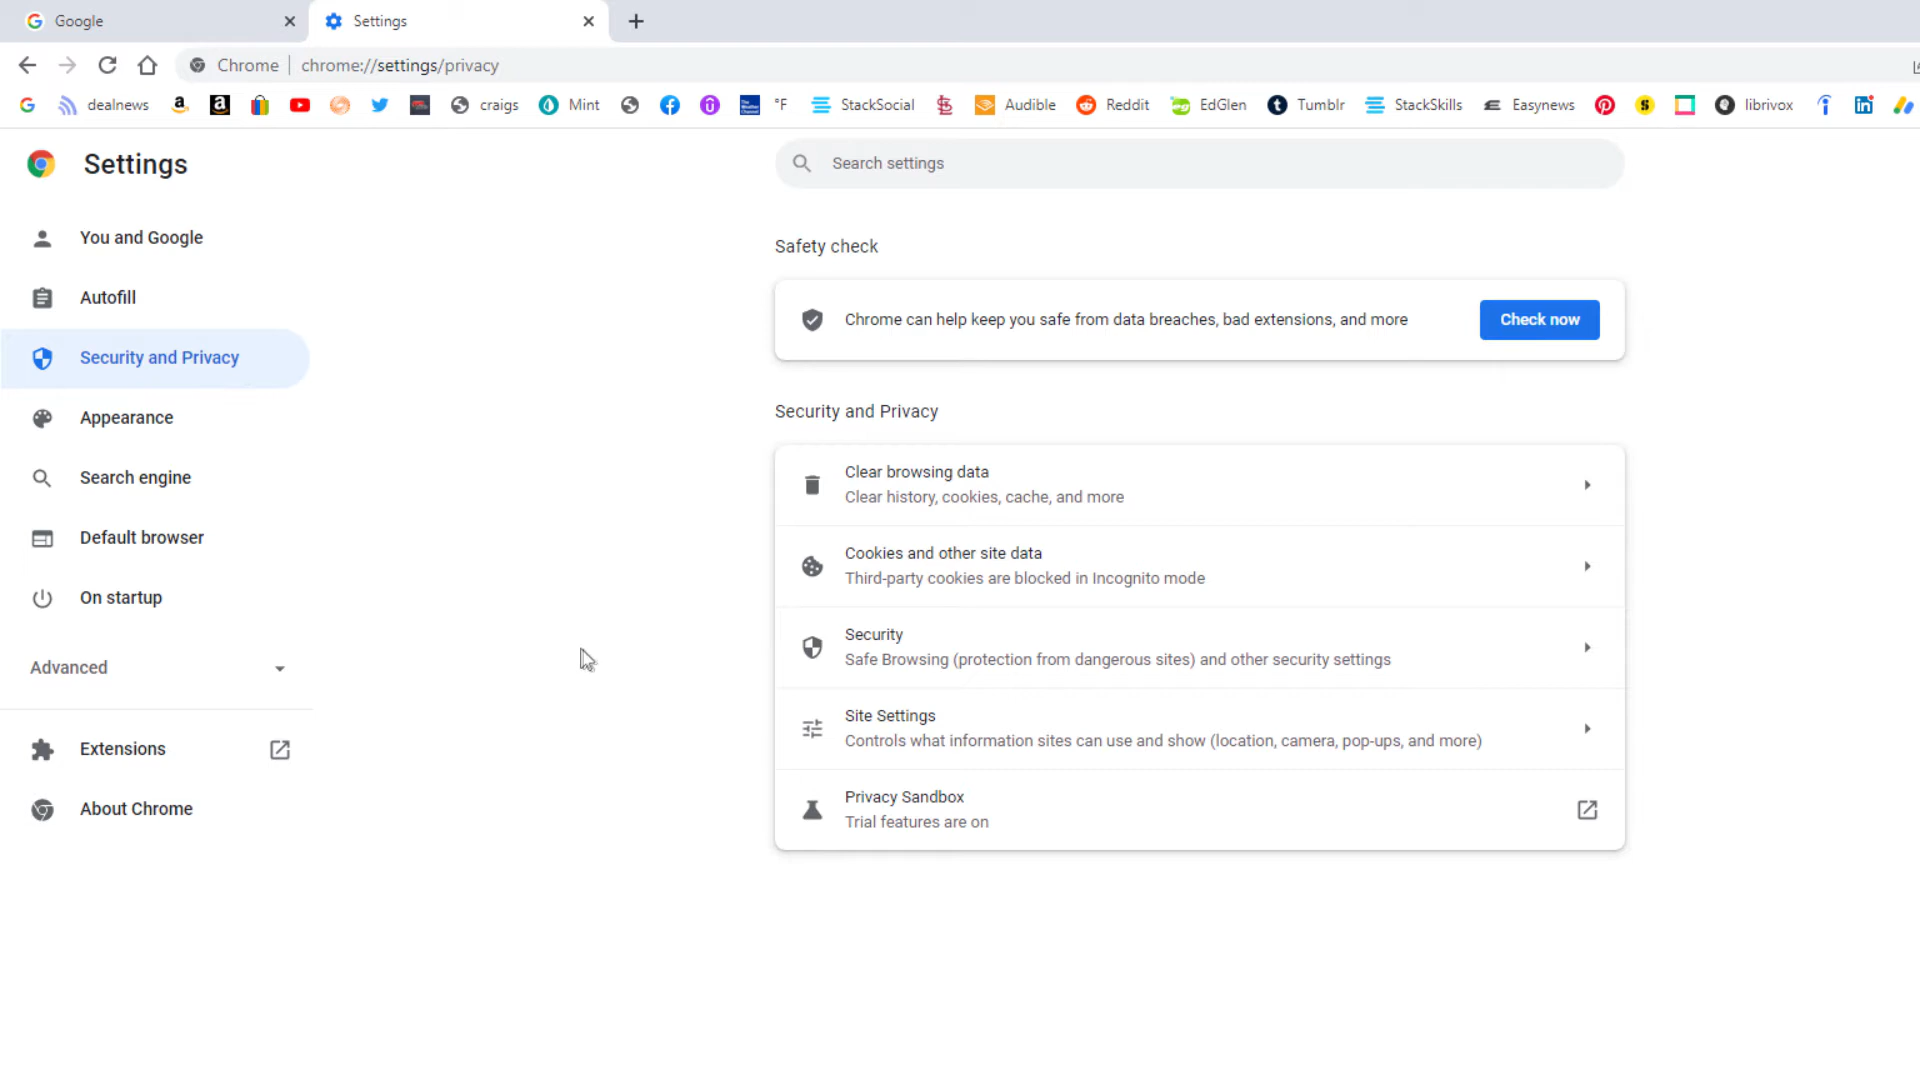 Google
Settings
Chrome | chrome://settings/privacy
dealnews craigs Mint °F StackSocial Audible Reddit EdGlen Tumblr StackSkills Easynews librivox
Settings
Search settings
You and Google
Autofill
Security and Privacy
Appearance
Search engine
Default browser
On startup
Advanced
Extensions
About Chrome
Safety check
Chrome can help keep you safe from data breaches, bad extensions, and more
Check now
Security and Privacy
Clear browsing data
Clear history, cookies, cache, and more
Cookies and other site data
Third-party cookies are blocked in Incognito mode
Security
Safe Browsing (protection from dangerous sites) and other security settings
Site Settings
Controls what information sites can use and show (location, camera, pop-ups, and more)
Privacy Sandbox
Trial features are on